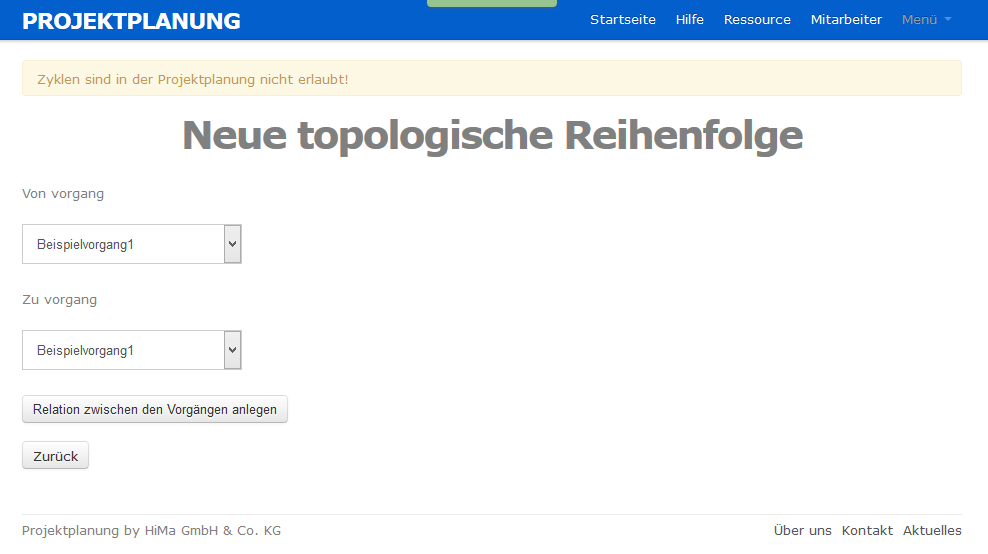 PROJEKTPLANUNG Startseite Hilfe Ressource Mitarbeiter Menü
Zyklen sind in der Projektplanung nicht erlaubt!
Neue topologische Reihenfolge
Von vorgang
Beispielvorgang1
Zu vorgang
Beispielvorgang1
Relation zwischen den Vorgängen anlegen
Zurück
Projektplanung by HiMa GmbH & Co. KG Über uns Kontakt Aktuelles